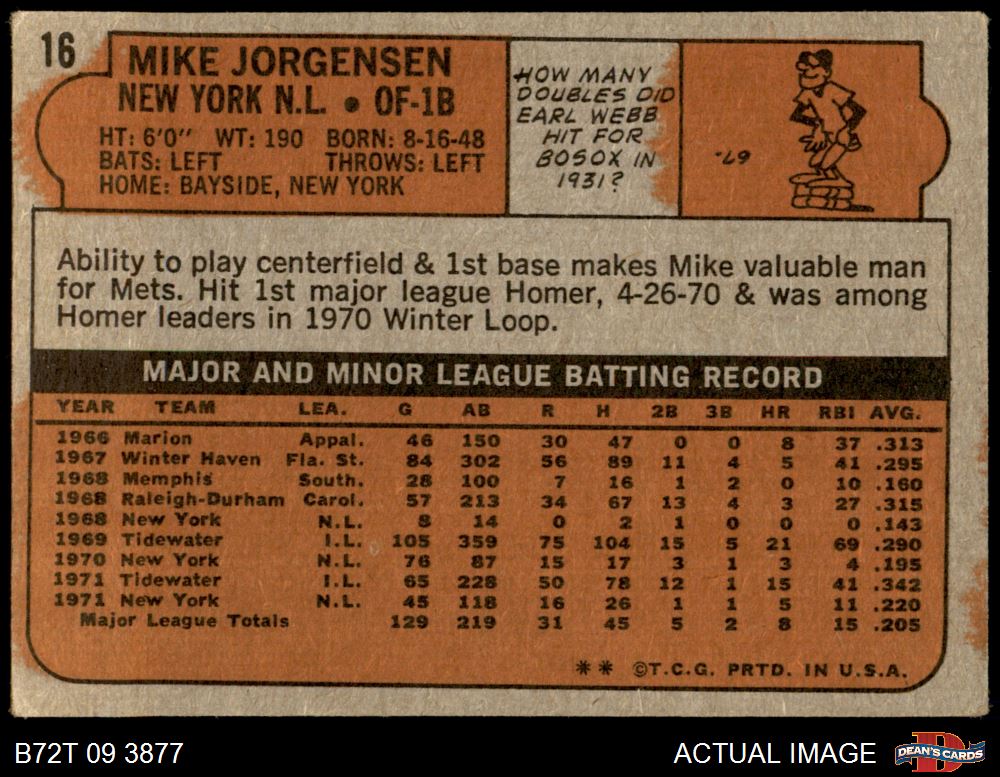 16
MIKE JORGENSEN
NEW YORK N.L. • OF-1B
HT: 6'0" WT: 190 BORN: 8-16-48
BATS: LEFT THROWS: LEFT
HOME: BAYSIDE, NEW YORK
HOW MANY
DOUBLES DID
EARL WEBB
HIT FOR
BOSOX IN
1931?
67.
Ability to play centerfield & 1st base makes Mike valuable man
for Mets. Hit 1st major league Homer, 4-26-70 & was among
Homer leaders in 1970 Winter Loop.
MAJOR AND MINOR LEAGUE BATTING RECORD
YEAR TEAM LEA. G AB R H 2B 3B HR RBI AVG.
1966 Marion Appal. 46 150 30 47 0 0 8 37 .313
1967 Winter Haven Fla. St. 84 302 56 89 11 4 5 41 .295
1968 Memphis South. 28 100 7 16 1 2 0 10 .160
1968 Raleigh-Durham Carol. 57 213 34 67 13 4 3 27 .315
1968 New York N.L. 8 14 0 2 1 0 0 0 .143
1969 Tidewater I.L. 105 359 75 104 15 5 21 69 .290
1970 New York N.L. 76 87 15 17 3 1 3 4 .195
1971 Tidewater I.L. 65 228 50 78 12 1 15 41 .342
1971 New York N.L. 45 118 16 26 1 1 5 11 .220
Major League Totals 129 219 31 45 5 2 8 15 .205
** ©T.C.G. PRTD. IN U.S.A.
B72T 09 3877
ACTUAL IMAGE
D
DEAN'S CARDS